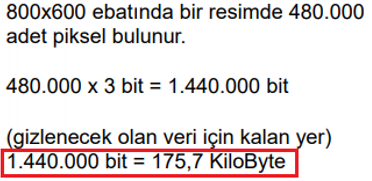 800x600 ebatında bir resimde 480.000
adet piksel bulunur.
480.000 x 3 bit = 1.440.000 bit
(gizlenecek olan veri için kalan yer)
1.440.000 bit = 175,7 KiloByte